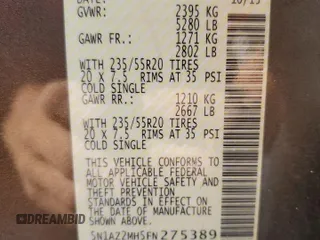 DATE: 10/15
GVWR: 2395 KG
5280 LB
GAWR FR.: 1271 KG
2802 LB
WITH 235/55R20 TIRES
20 X 7.5 RIMS AT 35 PSI
COLD SINGLE
GAWR RR.: 1210 KG
2667 LB
WITH 235/55R20 TIRES
20 X 7.5 RIMS AT 35 PSI
COLD SINGLE
THIS VEHICLE CONFORMS TO
ALL APPLICABLE FEDERAL
MOTOR VEHICLE SAFETY
AND THEFT PREVENTION
STANDARDS IN EFFECT ON
THE DATE OF MANUFACTURE
SHOWN ABOVE.
5N1AZ2MH5FN275389
DREAMBID